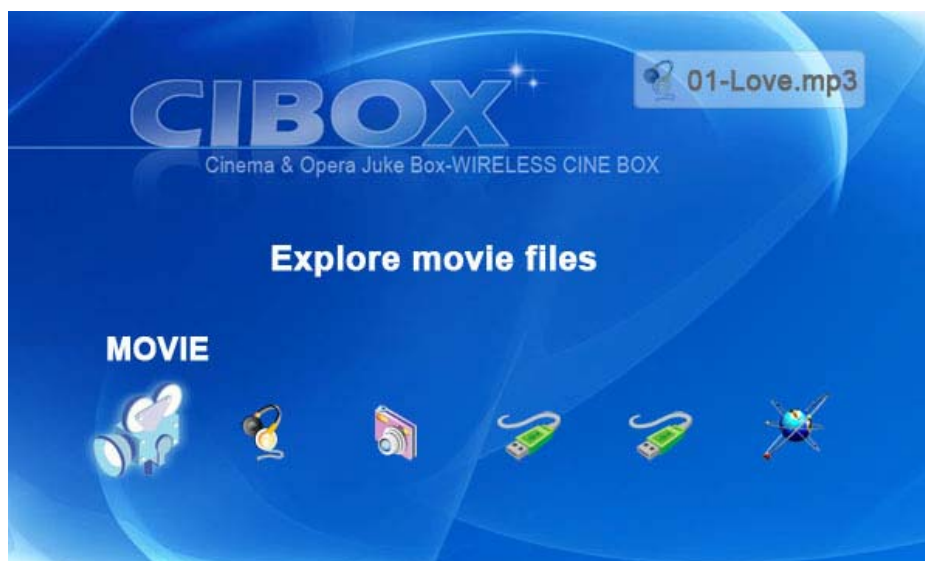 CIBOX
01-Love.mp3
Cinema & Opera Juke Box-WIRELESS CINE BOX
Explore movie files
MOVIE